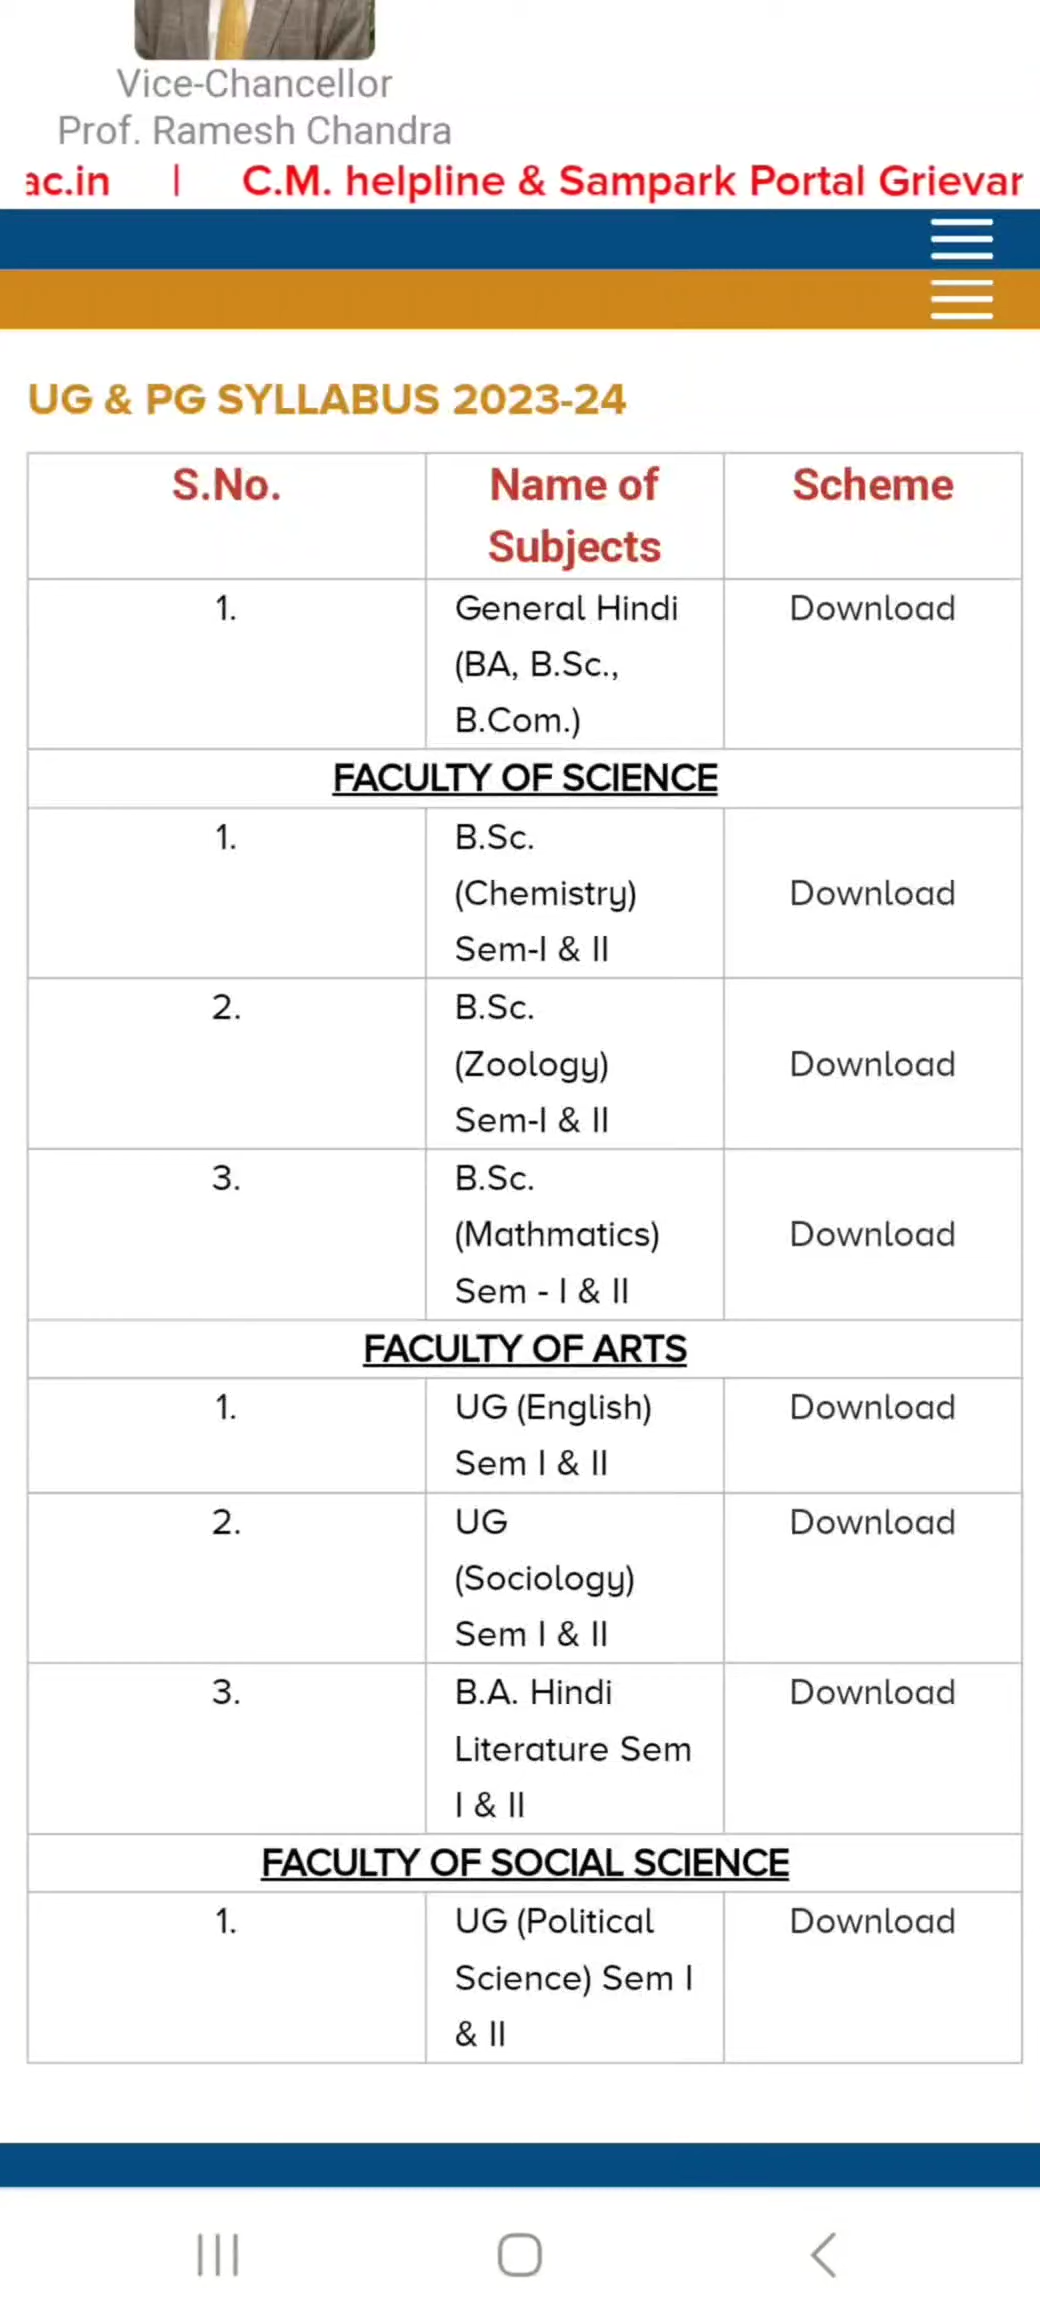 Vice-Chancellor
Prof. Ramesh Chandra
ac.in | C.M. helpline & Sampark Portal Grievan
UG & PG SYLLABUS 2023-24
S.No. Name of Subjects Scheme
1. General Hindi (BA, B.Sc., B.Com.) Download
FACULTY OF SCIENCE
1. B.Sc. (Chemistry) Sem-I & II Download
2. B.Sc. (Zoology) Sem-I & II Download
3. B.Sc. (Mathmatics) Sem - I & II Download
FACULTY OF ARTS
1. UG (English) Sem I & II Download
2. UG (Sociology) Sem I & II Download
3. B.A. Hindi Literature Sem I & II Download
FACULTY OF SOCIAL SCIENCE
1. UG (Political Science) Sem I & II Download